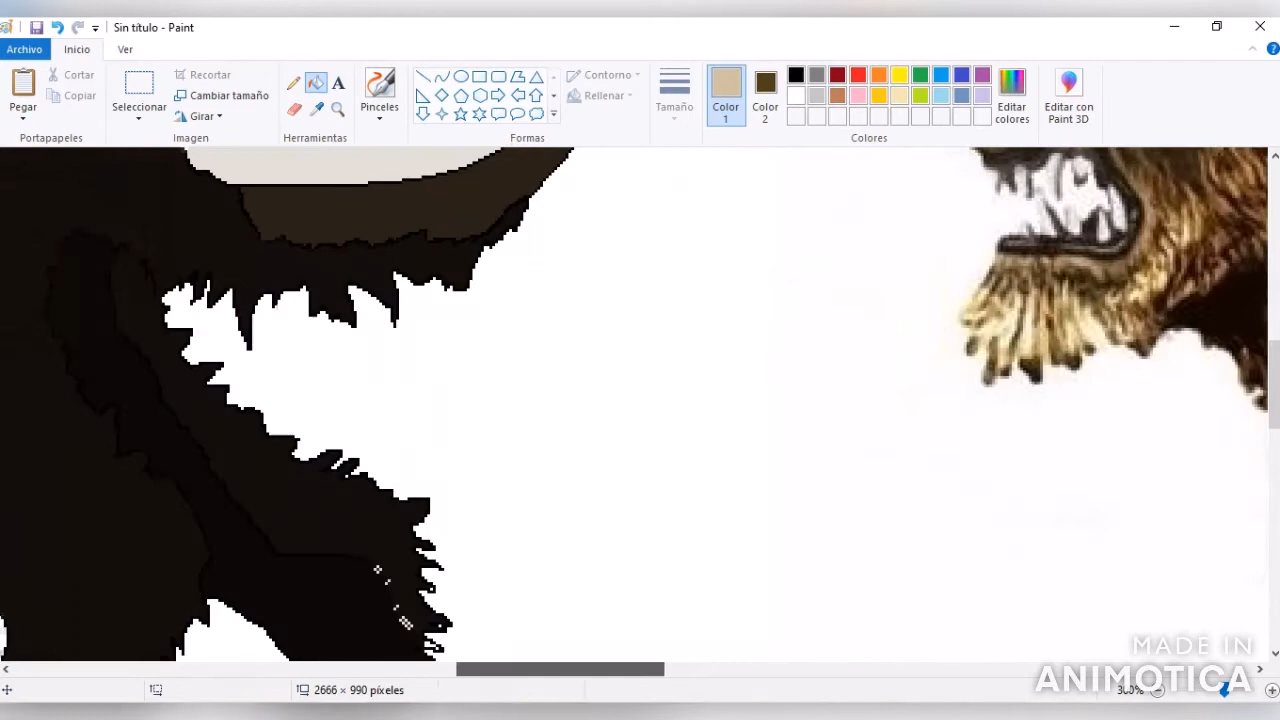 Sin título - Paint
Archivo Inicio Ver
Pegar
Cortar
Copiar
Portapapeles
Seleccionar
Recortar
Cambiar tamaño
Girar
Imagen
A
Herramientas
Pinceles
Contorno
Rellenar
Formas
Tamaño
Color 1
Color 2
Editar colores
Colores
Editar con Paint 3D
MADE IN
ANIMOTICA
2666 × 990 píxeles